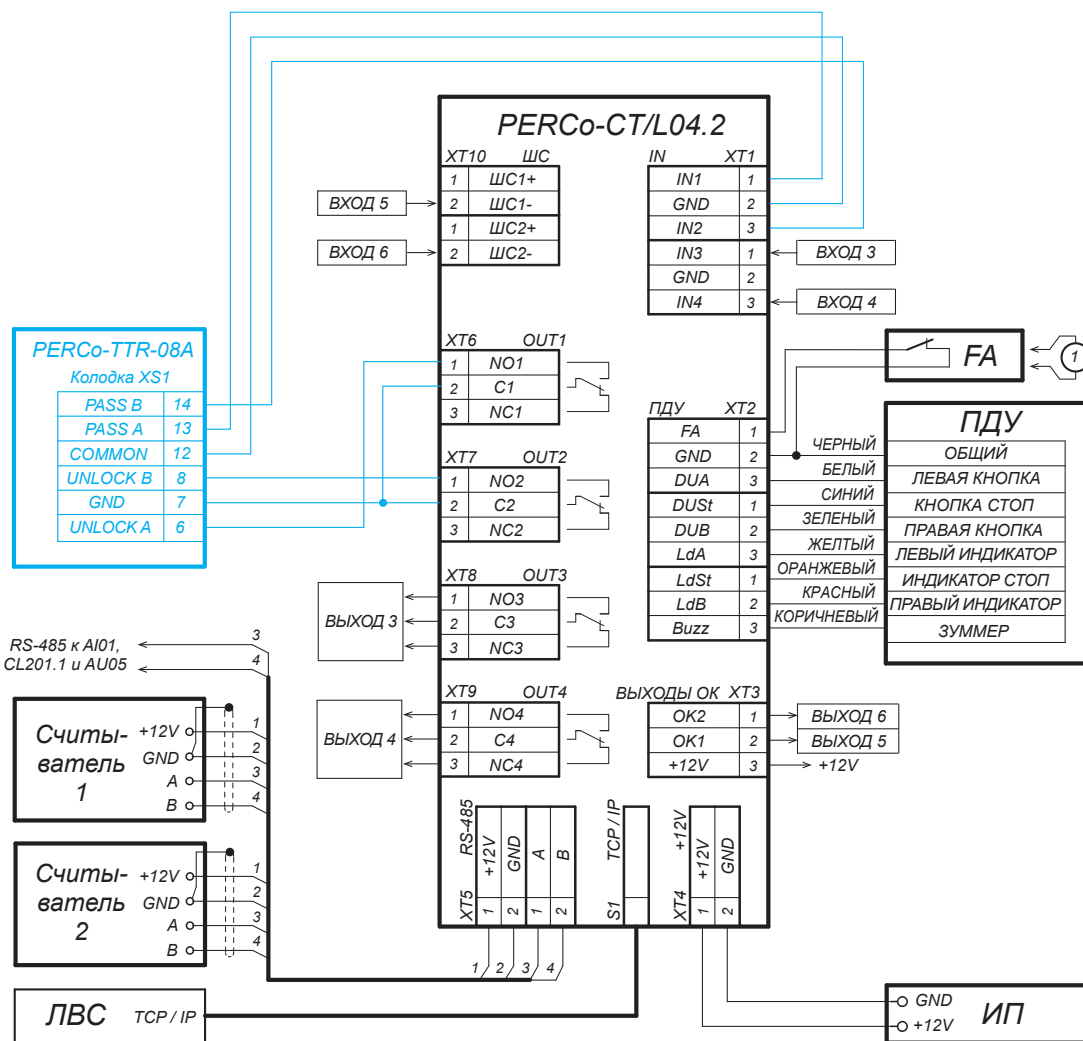 PERCo-CT/L04.2
XT10 ШС
1 ШС1+
2 ШС1-
1 ШС2+
2 ШС2-
ВХОД 5
ВХОД 6
IN XT1
IN1 1
GND 2
IN2 3
IN3 1
GND 2
IN4 3
ВХОД 3
ВХОД 4
PERCo-TTR-08A
Колодка XS1
PASS B 14
PASS A 13
COMMON 12
UNLOCK B 8
GND 7
UNLOCK A 6
XT6 OUT1
1 NO1
2 C1
3 NC1
XT7 OUT2
1 NO2
2 C2
3 NC2
XT8 OUT3
1 NO3
2 C3
3 NC3
ВЫХОД 3
XT9 OUT4
1 NO4
2 C4
3 NC4
ВЫХОД 4
FA
1
ПДУ XT2
FA 1
GND 2
DUA 3
DUSt 1
DUB 2
LdA 3
LdSt 1
LdB 2
Buzz 3
ЧЕРНЫЙ
БЕЛЫЙ
СИНИЙ
ЗЕЛЕНЫЙ
ЖЕЛТЫЙ
ОРАНЖЕВЫЙ
КРАСНЫЙ
КОРИЧНЕВЫЙ
ПДУ
ОБЩИЙ
ЛЕВАЯ КНОПКА
КНОПКА СТОП
ПРАВАЯ КНОПКА
ЛЕВЫЙ ИНДИКАТОР
ИНДИКАТОР СТОП
ПРАВЫЙ ИНДИКАТОР
ЗУММЕР
ВЫХОДЫ ОК XT3
OK2 1
OK1 2
+12V 3
ВЫХОД 6
ВЫХОД 5
+12V
RS-485 к AI01,
CL201.1 и AU05
3
4
Считы-
ватель
1
+12V 1
GND 2
A 3
B 4
Считы-
ватель
2
+12V 1
GND 2
A 3
B 4
XT5 RS-485
1 +12V
2 GND
1 A
2 B
S1 TCP / IP
XT4 +12V
1 +12V
2 GND
1 2 3 4
ЛВС TCP / IP
GND
+12V
ИП